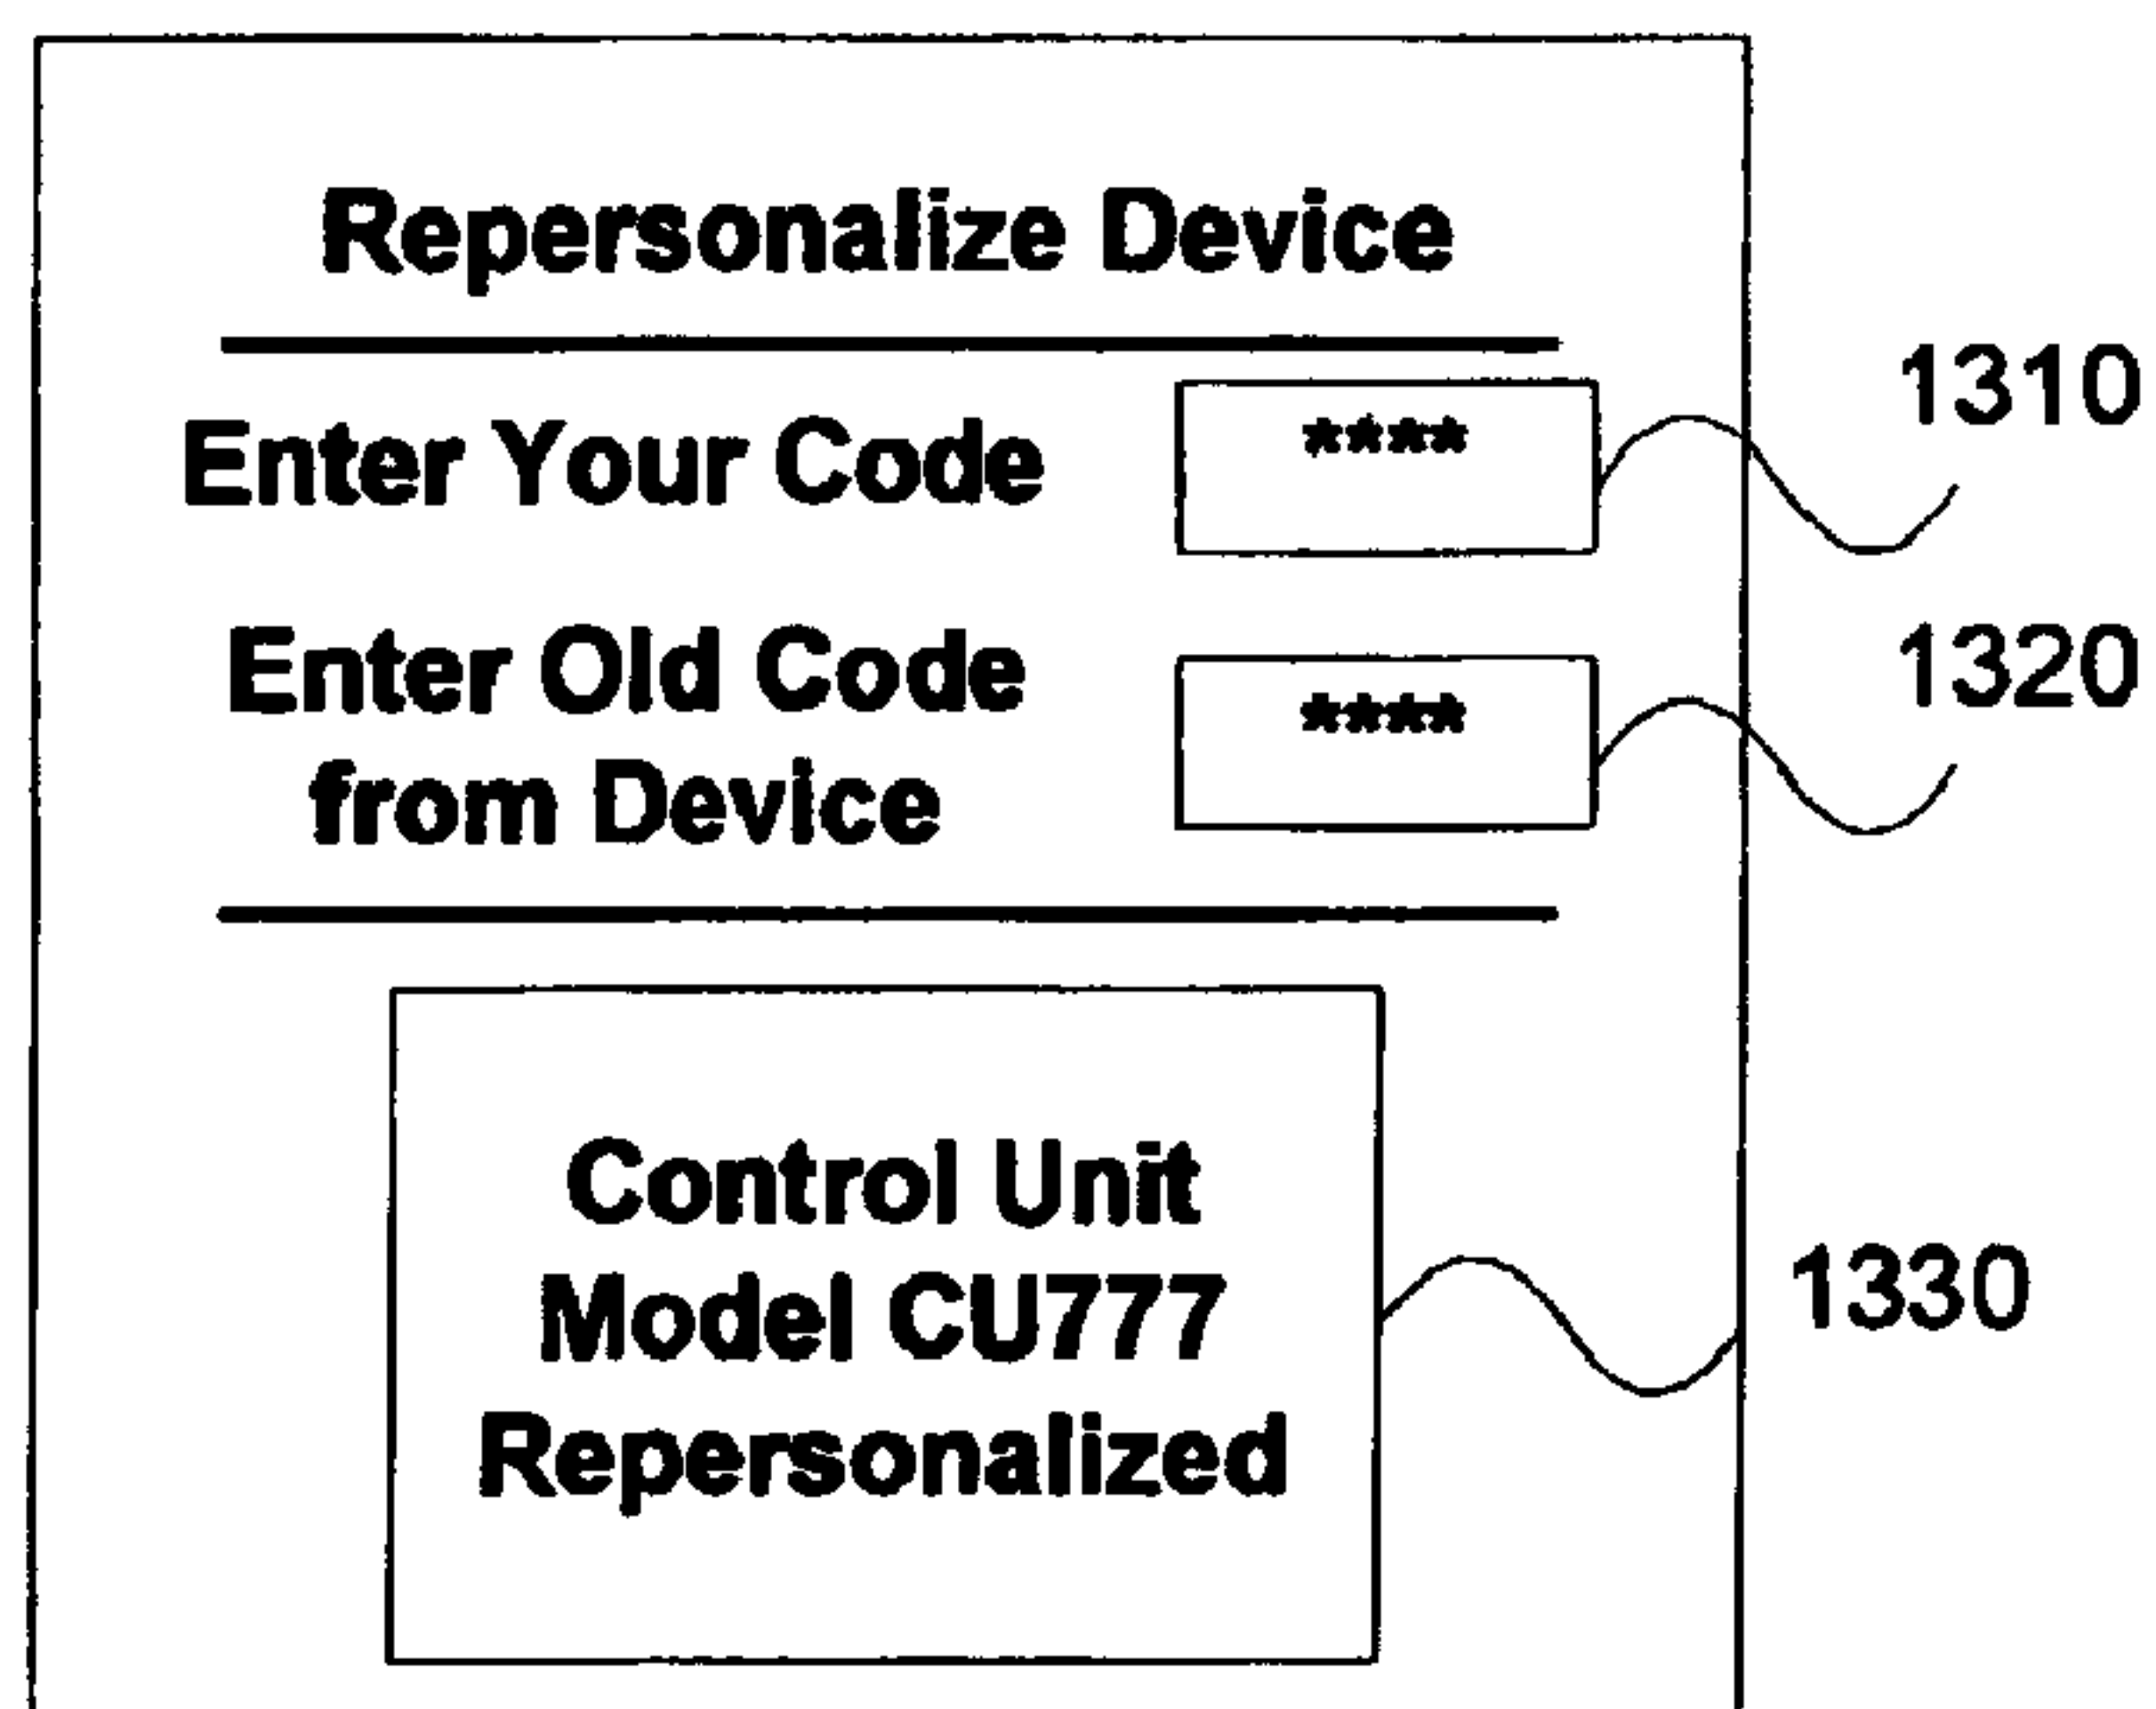 Repersonalize Device
Enter Your Code
****
1310
Enter Old Code
from Device
****
1320
Control Unit
Model CU777
Repersonalized
1330